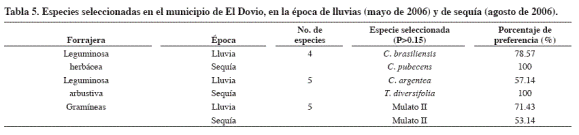 Tabla 5. Especies seleccionadas en el municipio de El Dovio, en la época de lluvias (mayo de 2006) y de sequía (agosto de 2006).
Forrajera Época No. de especies Especie seleccionada (P>0.15) Porcentaje de preferencia (%)
Leguminosa Lluvia 4 C. brasiliensis 78.57
herbácea Sequía C. pubecens 100
Leguminosa Lluvia 5 C. argentea 57.14
arbustiva Sequía T. diversifolia 100
Gramíneas Lluvia 5 Mulato II 71.43
Sequía Mulato II 53.14